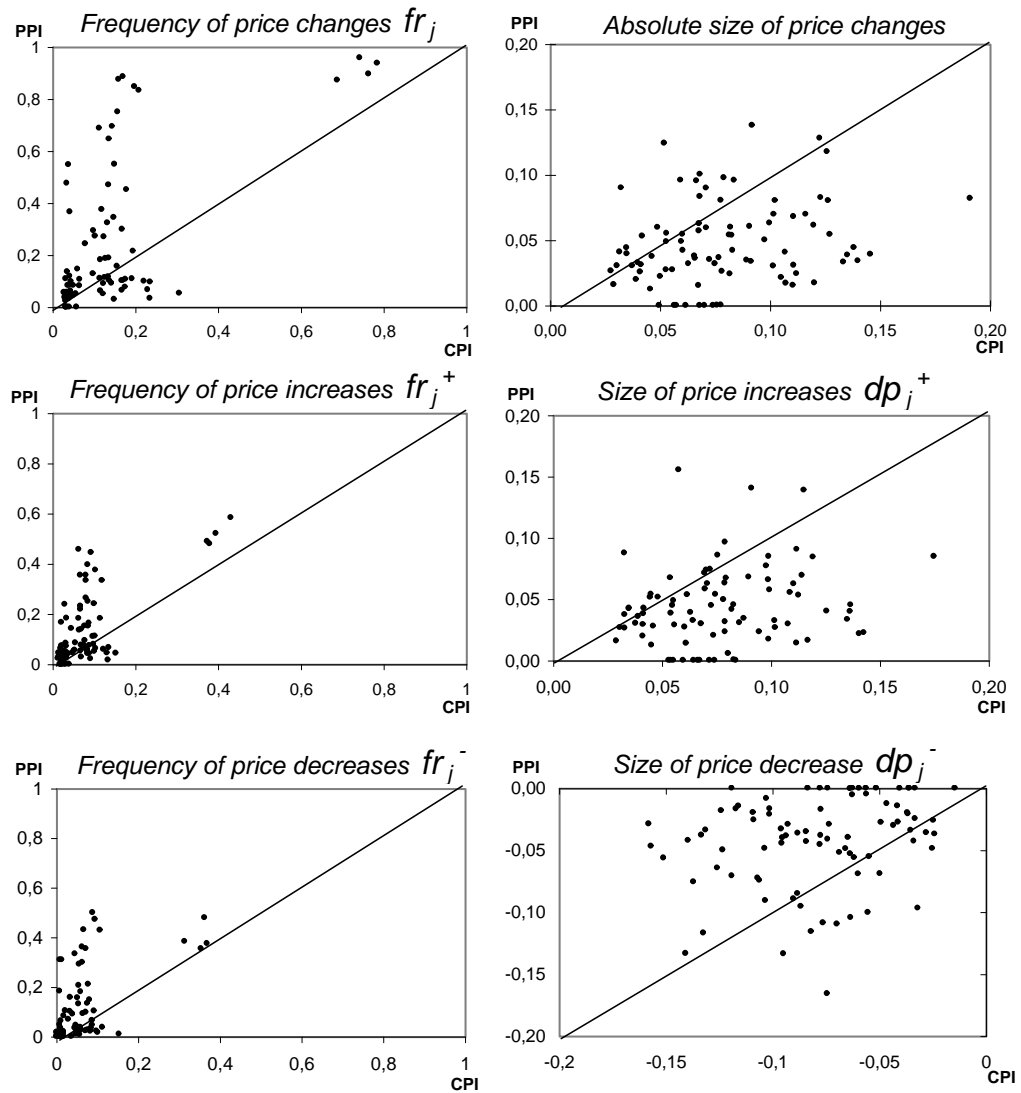 PPI Frequency of price changes fr j
1
0,8
0,6
0,4
0,2
0
0 0,2 0,4 0,6 0,8 1
CPI
PPI Absolute size of price changes
0,20
0,15
0,10
0,05
0,00
0,00 0,05 0,10 0,15 0,20
CPI
PPI Frequency of price increases fr j +
1
0,8
0,6
0,4
0,2
0
0 0,2 0,4 0,6 0,8 1
CPI
PPI Size of price increases dp j +
0,20
0,15
0,10
0,05
0,00
0,00 0,05 0,10 0,15 0,20
CPI
PPI Frequency of price decreases fr j -
1
0,8
0,6
0,4
0,2
0
0 0,2 0,4 0,6 0,8 1
CPI
PPI Size of price decrease dp j -
0,00
-0,05
-0,10
-0,15
-0,20
-0,2 -0,15 -0,1 -0,05 0
CPI